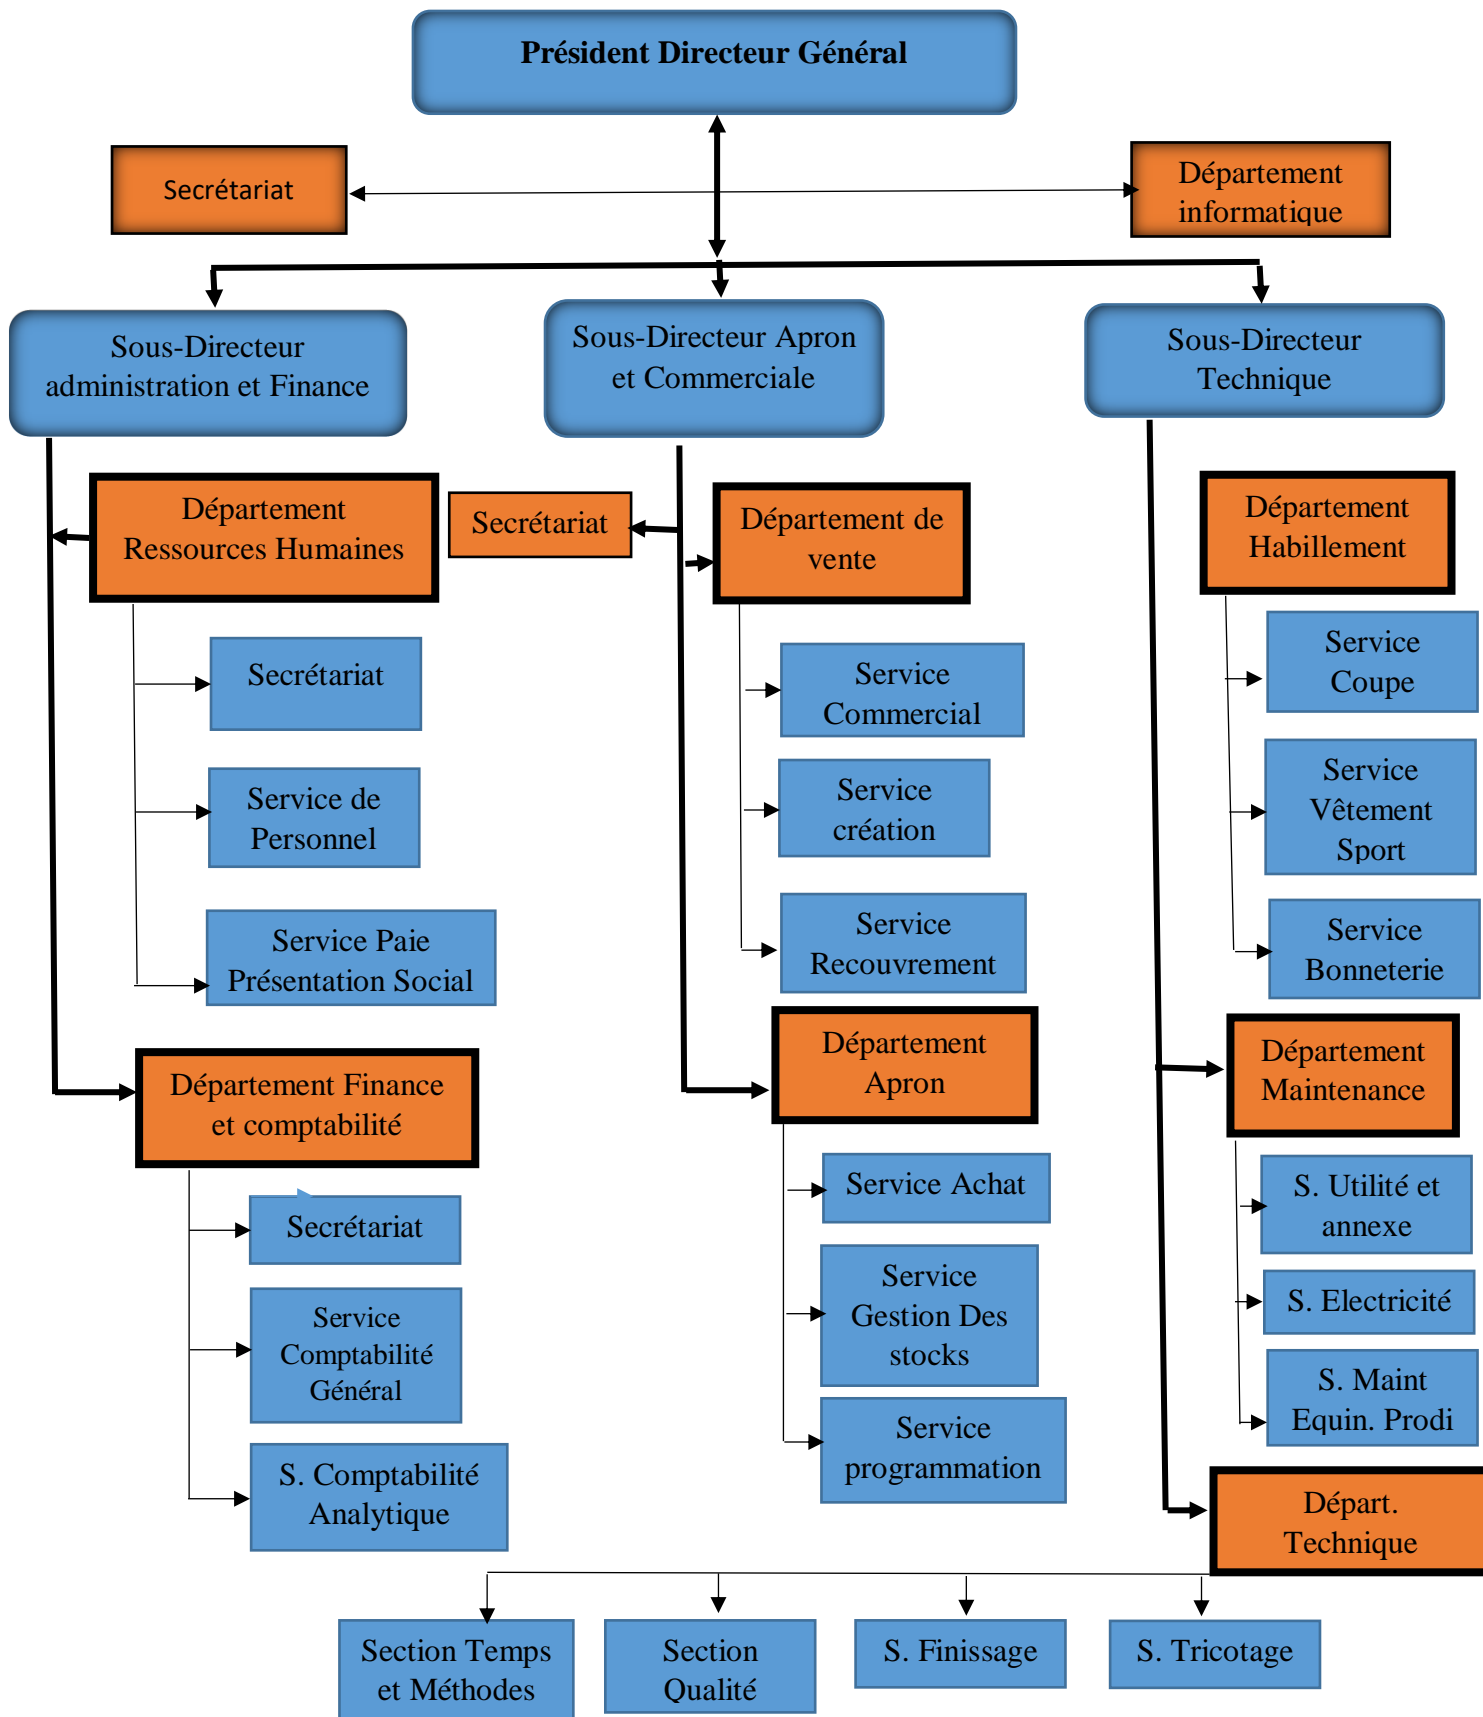 Président Directeur Général
Secrétariat
Département
informatique
Sous-Directeur
administration et Finance
Sous-Directeur Apron
et Commerciale
Sous-Directeur
Technique
Département
Ressources Humaines
Secrétariat
Service de
Personnel
Service Paie
Présentation Social
Département Finance
et comptabilité
Secrétariat
Service
Comptabilité
Général
S. Comptabilité
Analytique
Secrétariat
Département de
vente
Service
Commercial
Service
création
Service
Recouvrement
Département
Apron
Service Achat
Service
Gestion Des
stocks
Service
programmation
Département
Habillement
Service
Coupe
Service
Vêtement
Sport
Service
Bonneterie
Département
Maintenance
S. Utilité et
annexe
S. Electricité
S. Maint
Equin. Prodi
Départ.
Technique
Section Temps
et Méthodes
Section
Qualité
S. Finissage
S. Tricotage